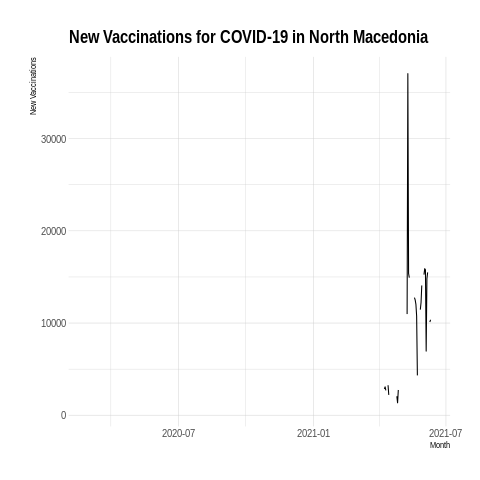 New Vaccinations for COVID-19 in North Macedonia
New Vaccinations
30000
20000
10000
0
2020-07
2021-01
2021-07
Month